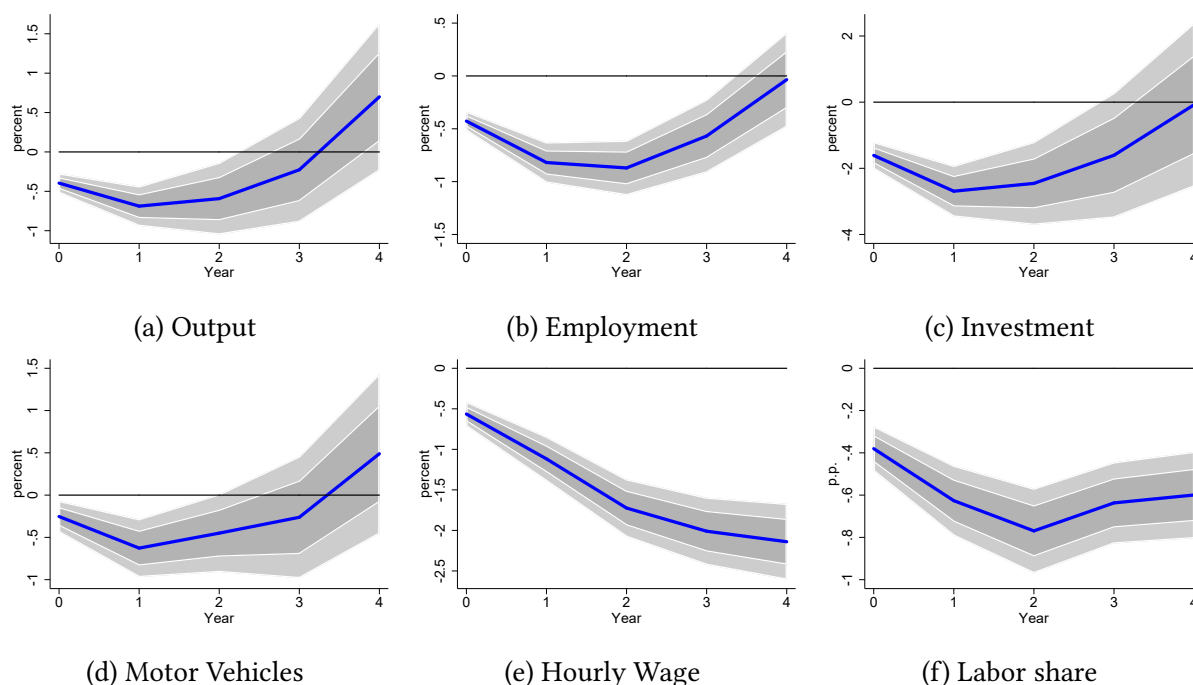 percent
1.5
1
.5
0
-.5
-1
0 1 2 3 4
Year
(a) Output
percent
.5
0
-.5
-1
-1.5
0 1 2 3 4
Year
(b) Employment
percent
2
0
-2
-4
0 1 2 3 4
Year
(c) Investment
percent
1.5
1
.5
0
-.5
-1
0 1 2 3 4
Year
(d) Motor Vehicles
percent
0
-.5
-1
-1.5
-2
-2.5
0 1 2 3 4
Year
(e) Hourly Wage
p.p.
0
-.2
-.4
-.6
-.8
-1
0 1 2 3 4
Year
(f) Labor share